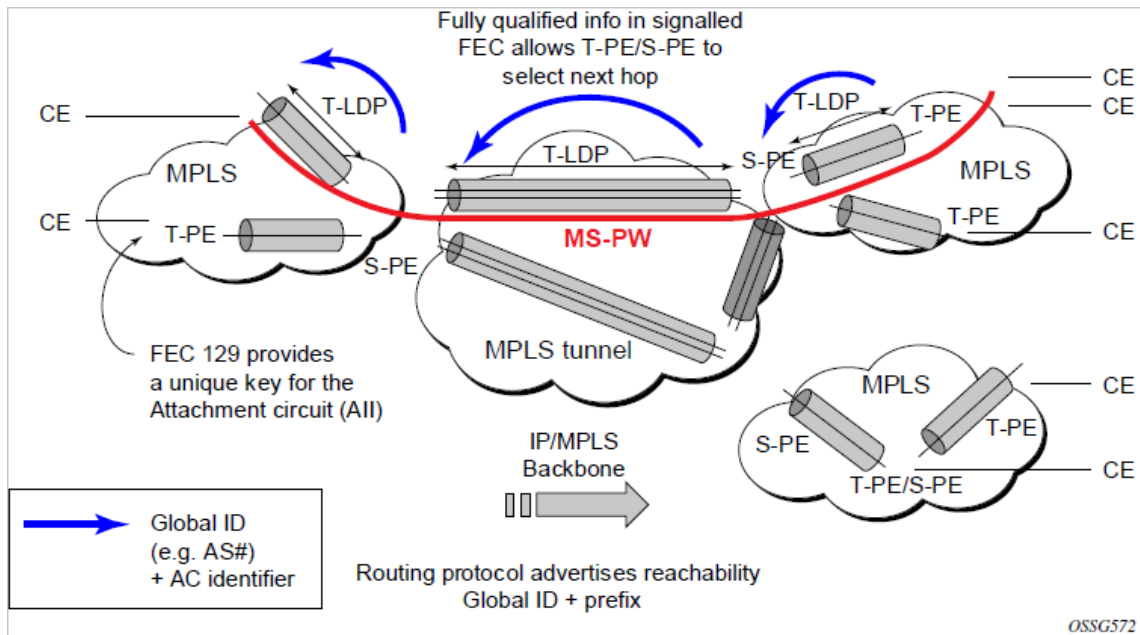 Fully qualified info in signalled
FEC allows T-PE/S-PE to
select next hop
CE
T-LDP
MPLS
CE
T-PE
S-PE
T-LDP
MS-PW
MPLS tunnel
T-LDP
S-PE
T-PE
MPLS
T-PE
CE
CE
CE
FEC 129 provides
a unique key for the
Attachment circuit (AII)
IP/MPLS
Backbone
MPLS
S-PE
T-PE
T-PE/S-PE
CE
CE
Global ID
(e.g. AS#)
+ AC identifier
Routing protocol advertises reachability
Global ID + prefix
OSSG572